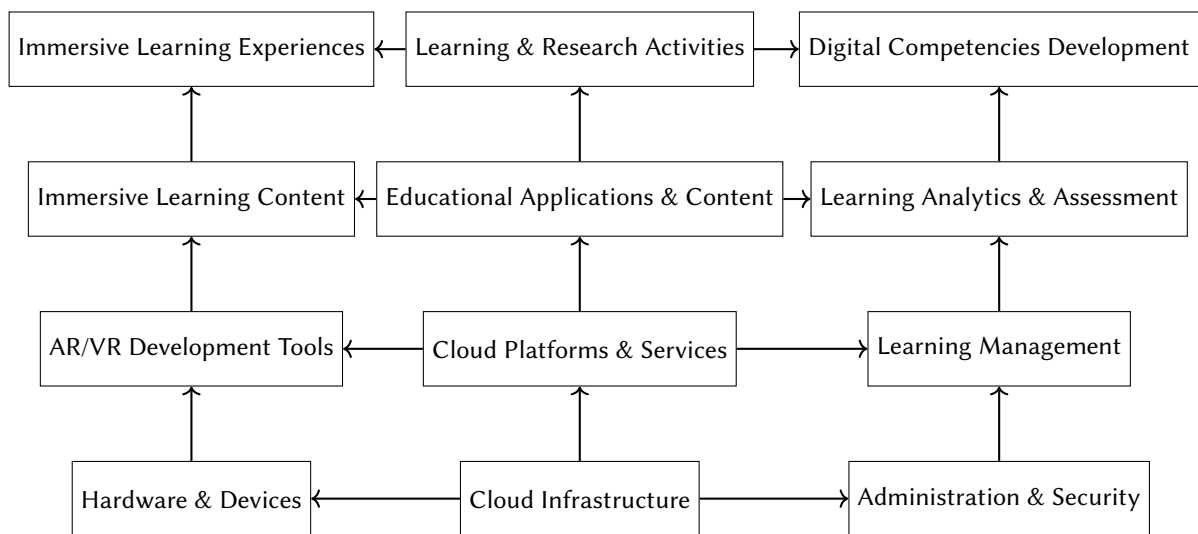 Immersive Learning Experiences
Learning & Research Activities
Digital Competencies Development
Immersive Learning Content
Educational Applications & Content
Learning Analytics & Assessment
AR/VR Development Tools
Cloud Platforms & Services
Learning Management
Hardware & Devices
Cloud Infrastructure
Administration & Security